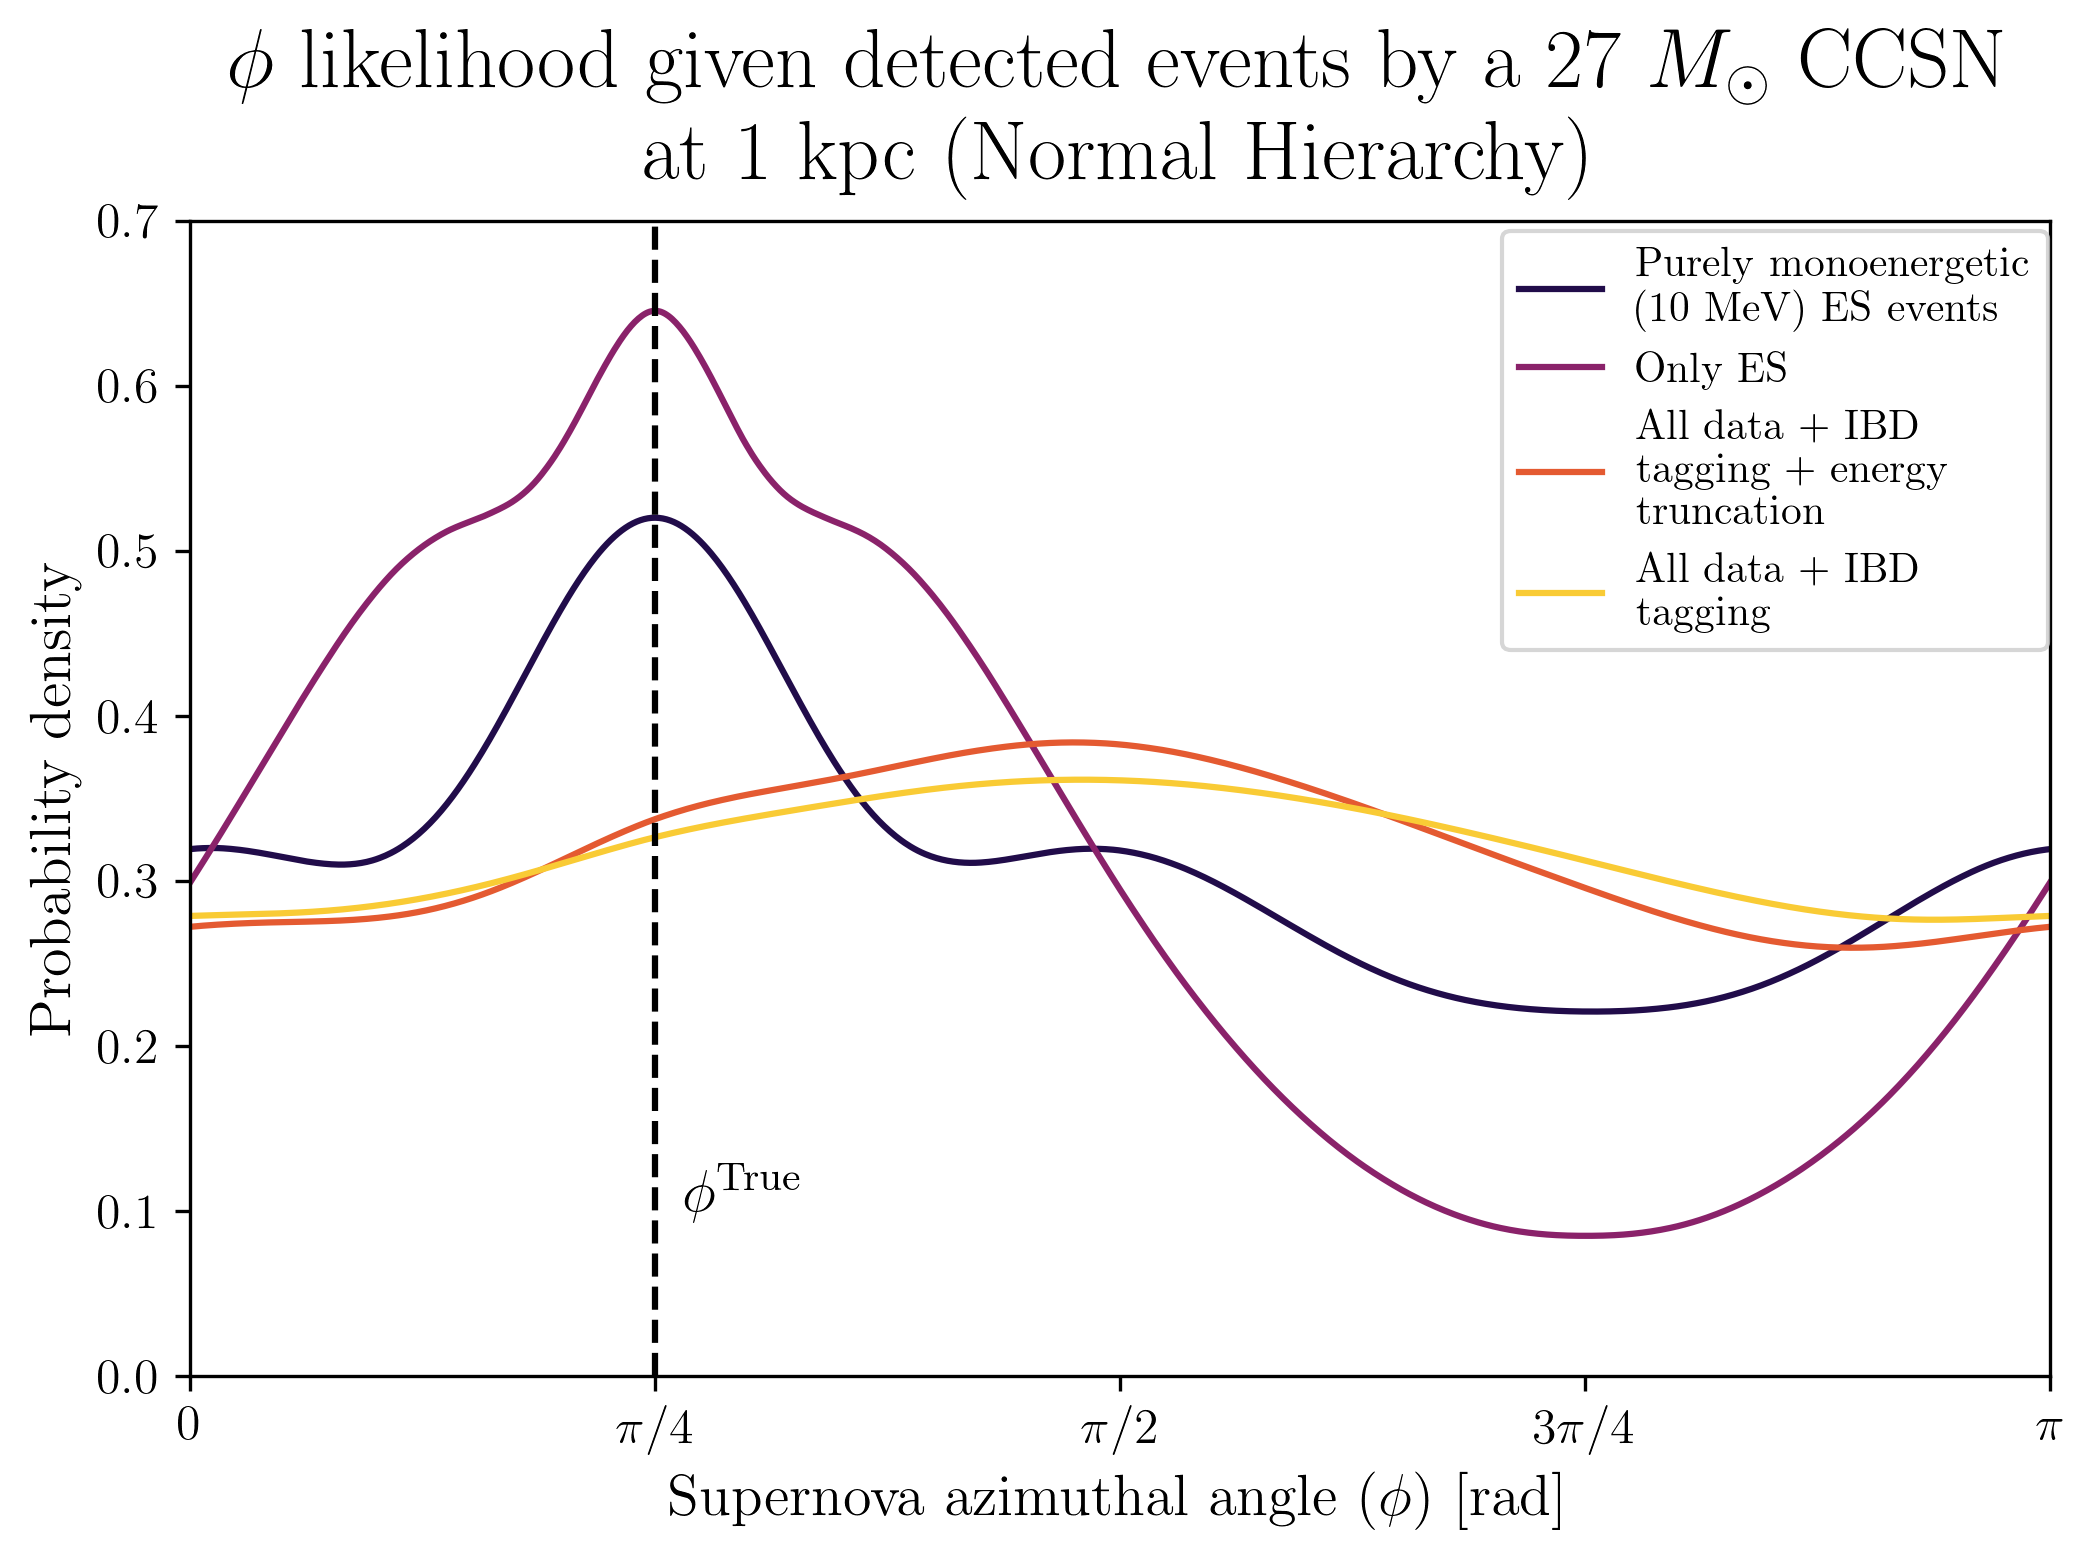 ϕ likelihood given detected events by a 27 M⊙ CCSN
at 1 kpc (Normal Hierarchy)
0.7
0.6
0.5
0.4
0.3
0.2
0.1
0.0
Probability density
Purely monoenergetic
(10 MeV) ES events
Only ES
All data + IBD
tagging + energy
truncation
All data + IBD
tagging
ϕTrue
0
π/4
π/2
3π/4
π
Supernova azimuthal angle (ϕ) [rad]